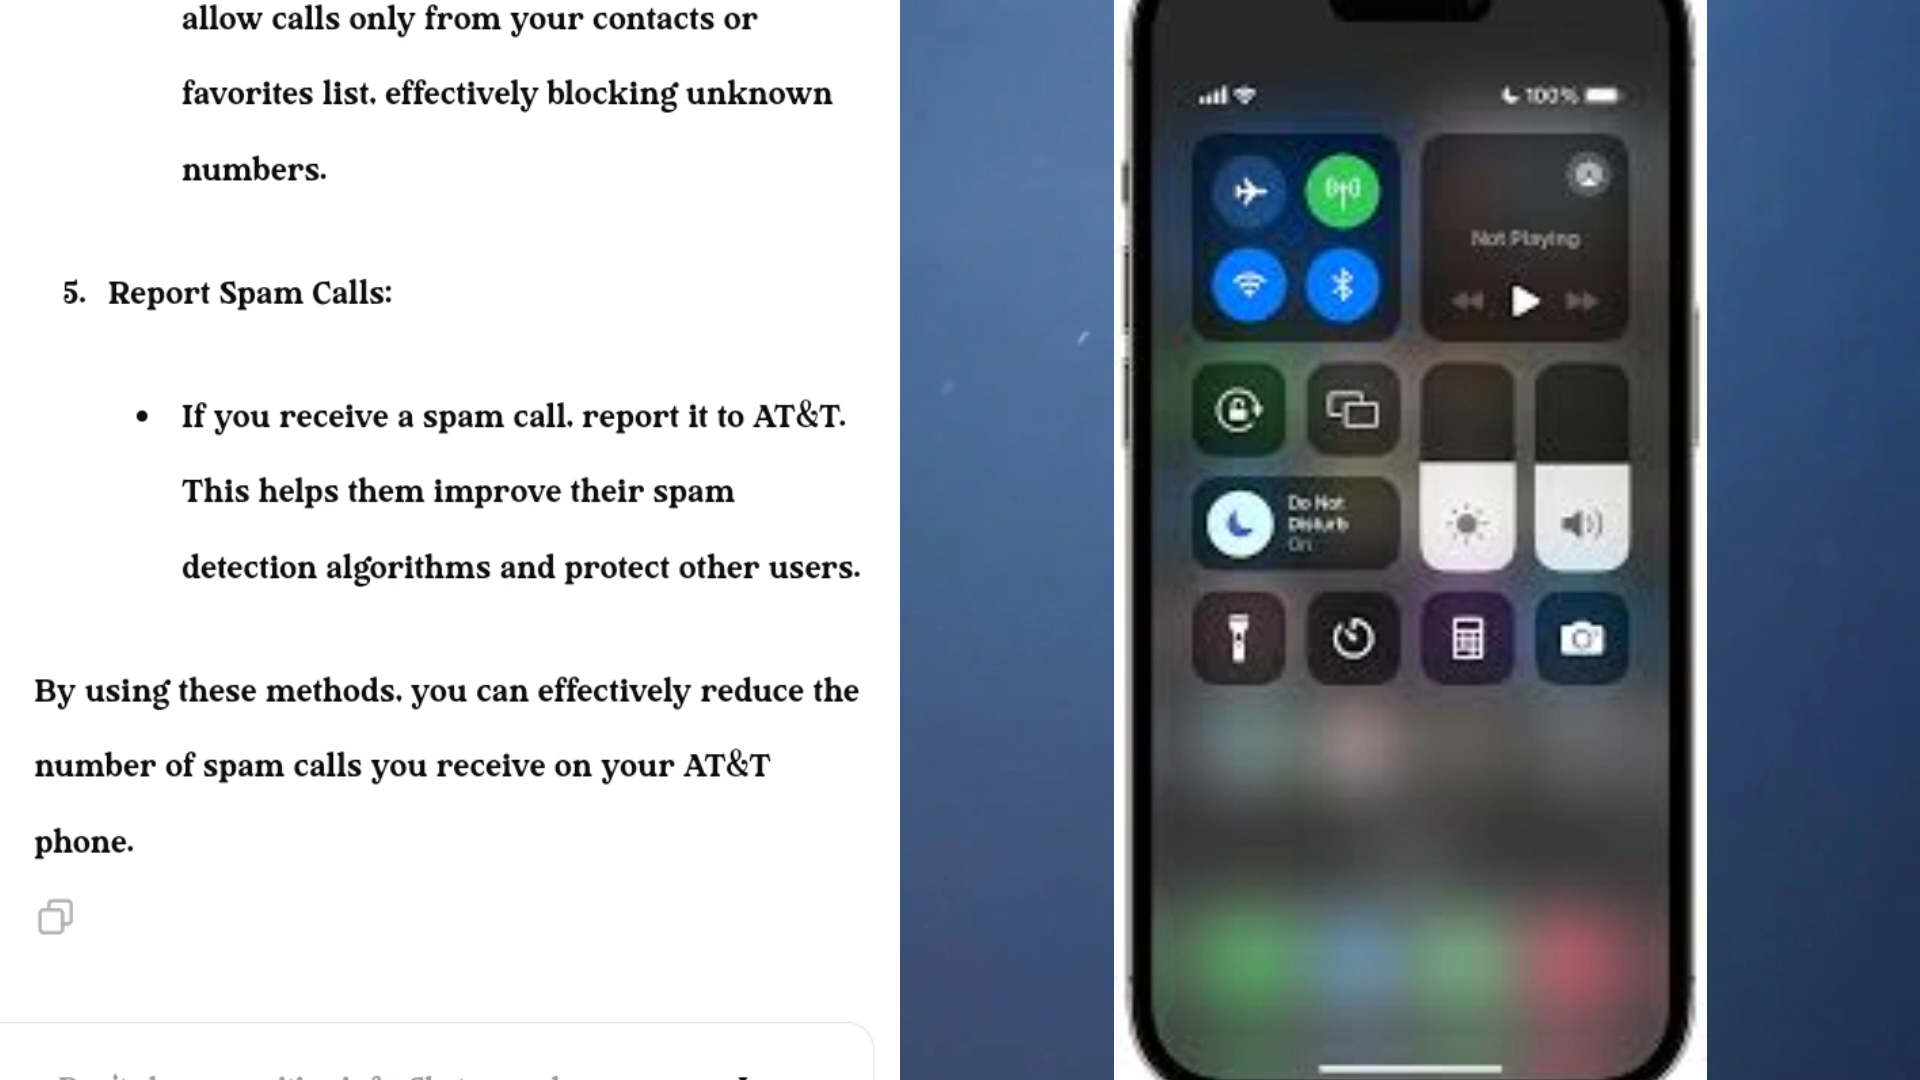 allow calls only from your contacts or
favorites list, effectively blocking unknown
numbers.
5. Report Spam Calls:
• If you receive a spam call, report it to AT&T.
This helps them improve their spam
detection algorithms and protect other users.
By using these methods, you can effectively reduce the
number of spam calls you receive on your AT&T
phone.
100%
Not Playing
Do Not
Disturb
On